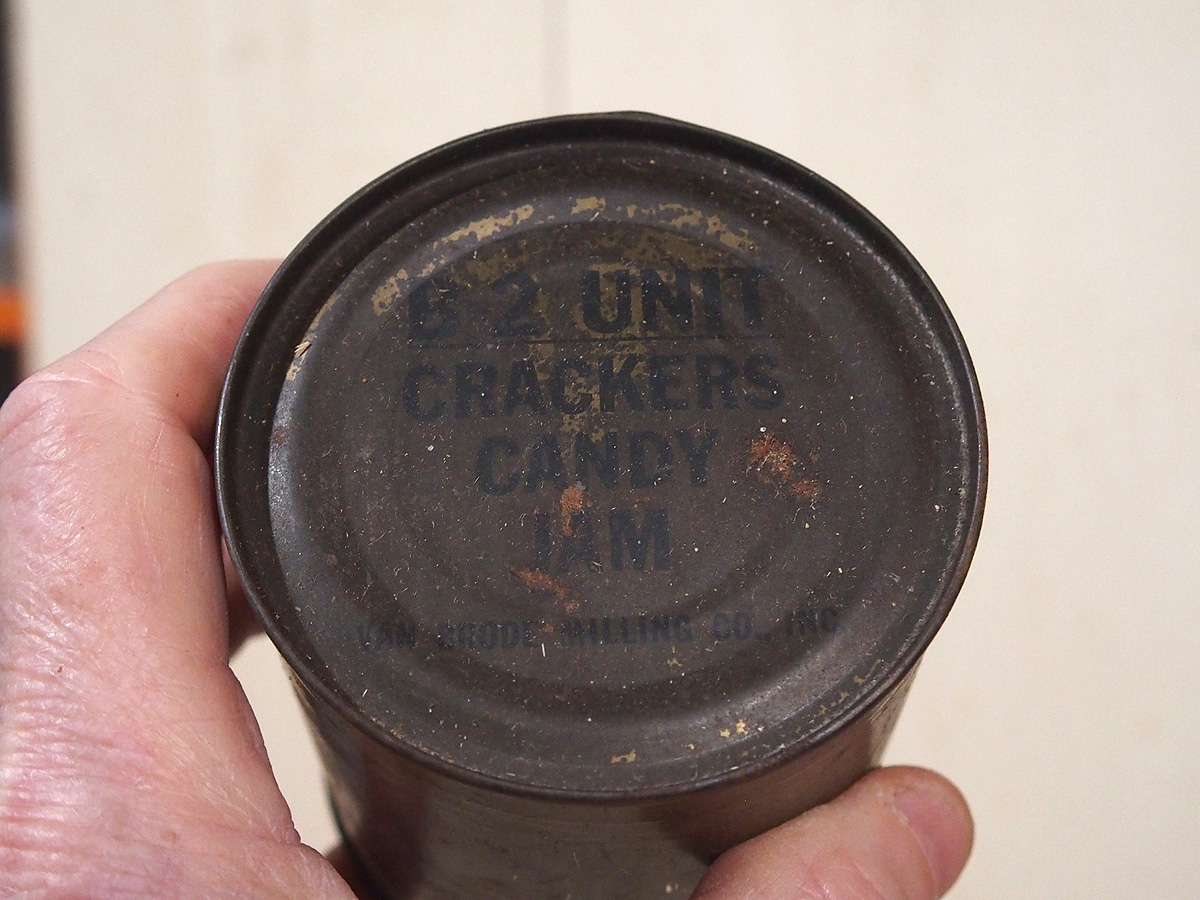 B-2 UNIT
CRACKERS
CANDY
JAM
VAN BRODE MILLING CO., INC.